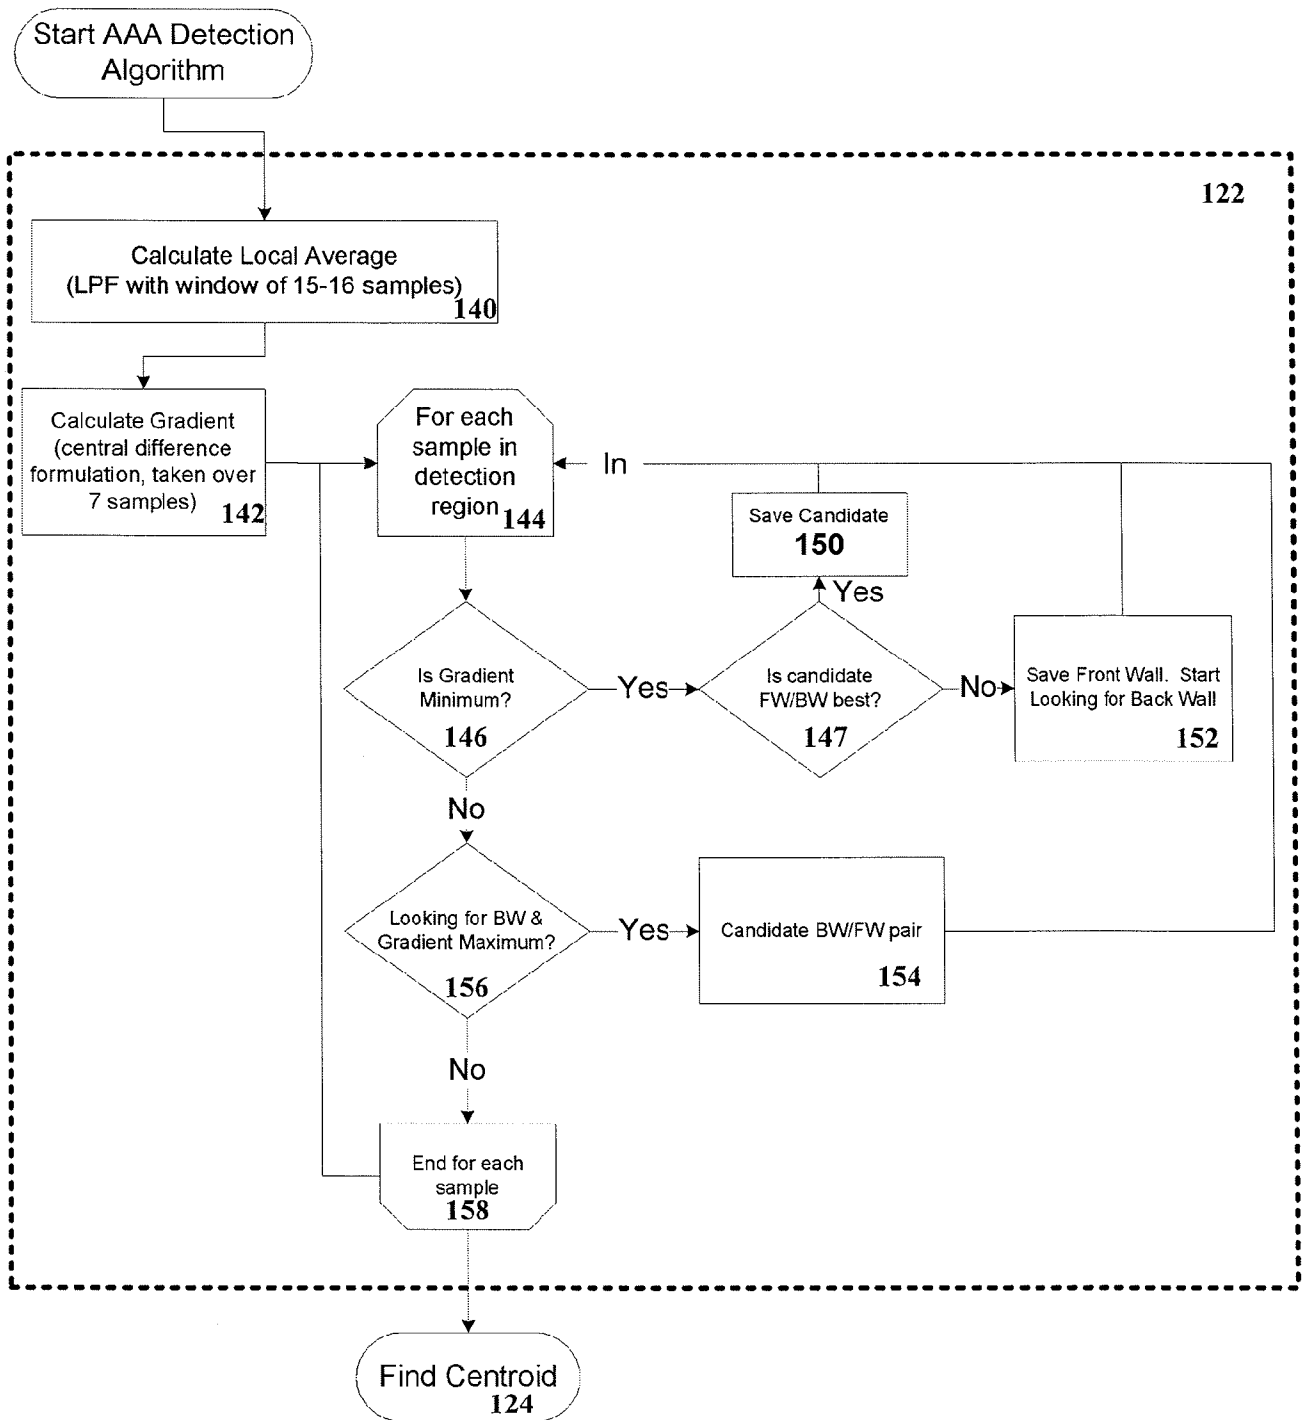 Start AAA Detection
Algorithm
122
Calculate Local Average
(LPF with window of 15-16 samples)
140
Calculate Gradient
(central difference
formulation, taken over
7 samples)
142
For each
sample in
detection
region
144
In
Save Candidate
150
Yes
Is Gradient
Minimum?
146
Yes
Is candidate
FW/BW best?
147
No
Save Front Wall. Start
Looking for Back Wall
152
No
Looking for BW &
Gradient Maximum?
156
Yes
Candidate BW/FW pair
154
No
End for each
sample
158
Find Centroid
124